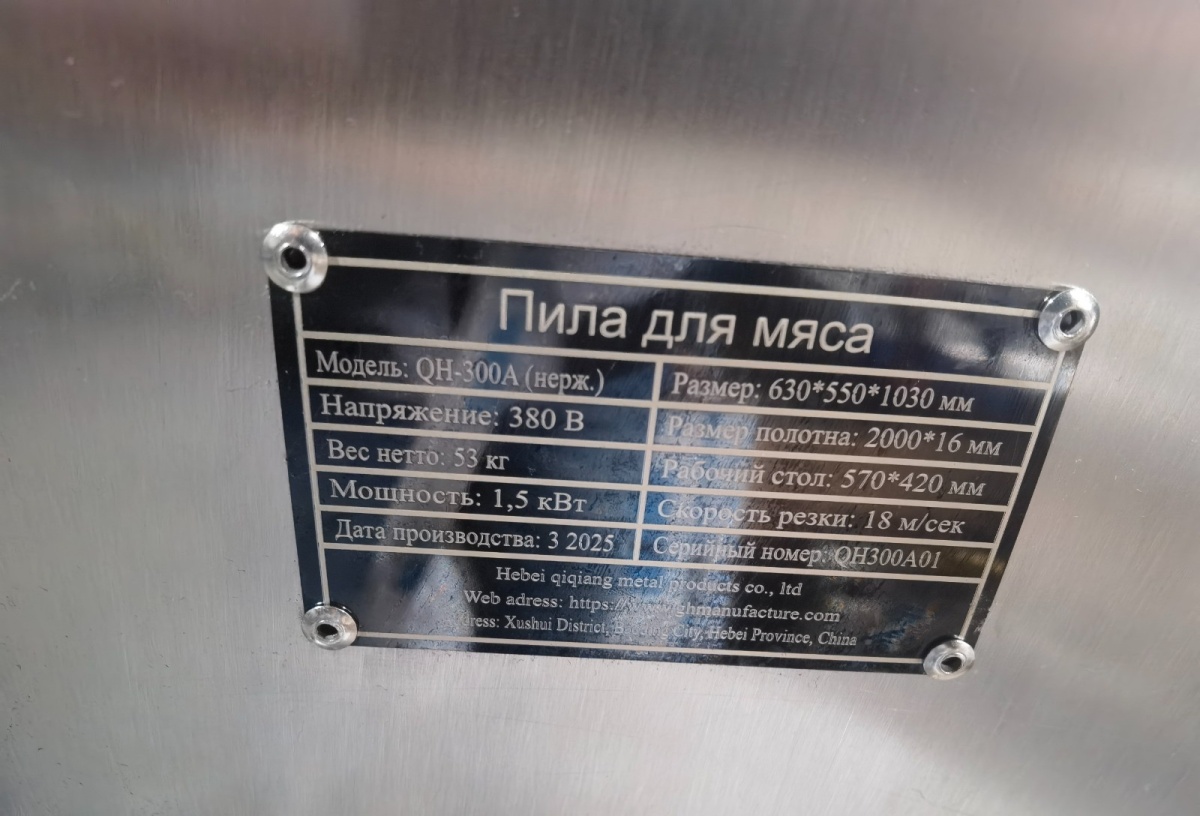 Пила для мяса
Модель: QH-300A (нерж.)
Размер: 630*550*1030 мм
Напряжение: 380 В
Размер полотна: 2000*16 мм
Вес нетто: 53 кг
Рабочий стол: 570*420 мм
Мощность: 1,5 кВт
Скорость резки: 18 м/сек
Дата производства: 3 2025
Серийный номер: QH300A01
Hebei qiqiang metal products co., ltd
Web adress:
Xushui District, City, Hebei Province, China